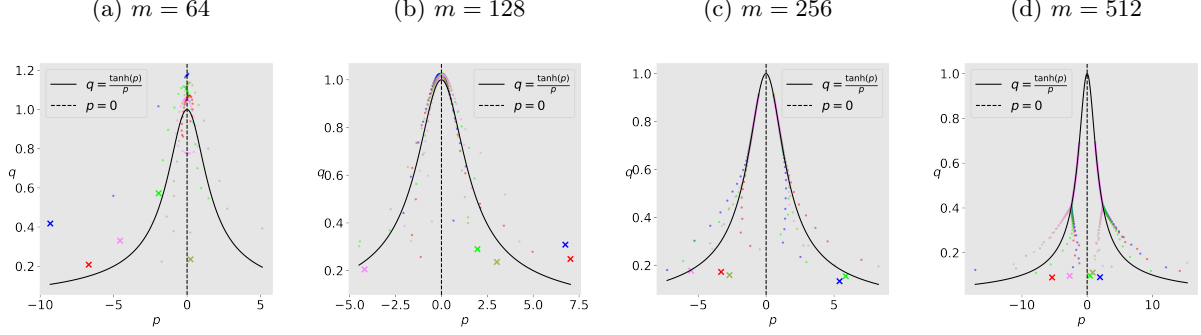 (a) m = 64
(b) m = 128
(c) m = 256
(d) m = 512
q = tanh(p)/p
p = 0
q
1.2
1.0
0.8
0.6
0.4
0.2
−10
−5
0
5
p
q = tanh(p)/p
p = 0
q
1.0
0.8
0.6
0.4
0.2
−5.0
−2.5
0.0
2.5
5.0
7.5
p
q = tanh(p)/p
p = 0
q
1.0
0.8
0.6
0.4
0.2
−5
0
5
p
q = tanh(p)/p
p = 0
q
1.0
0.8
0.6
0.4
0.2
−10
0
10
p